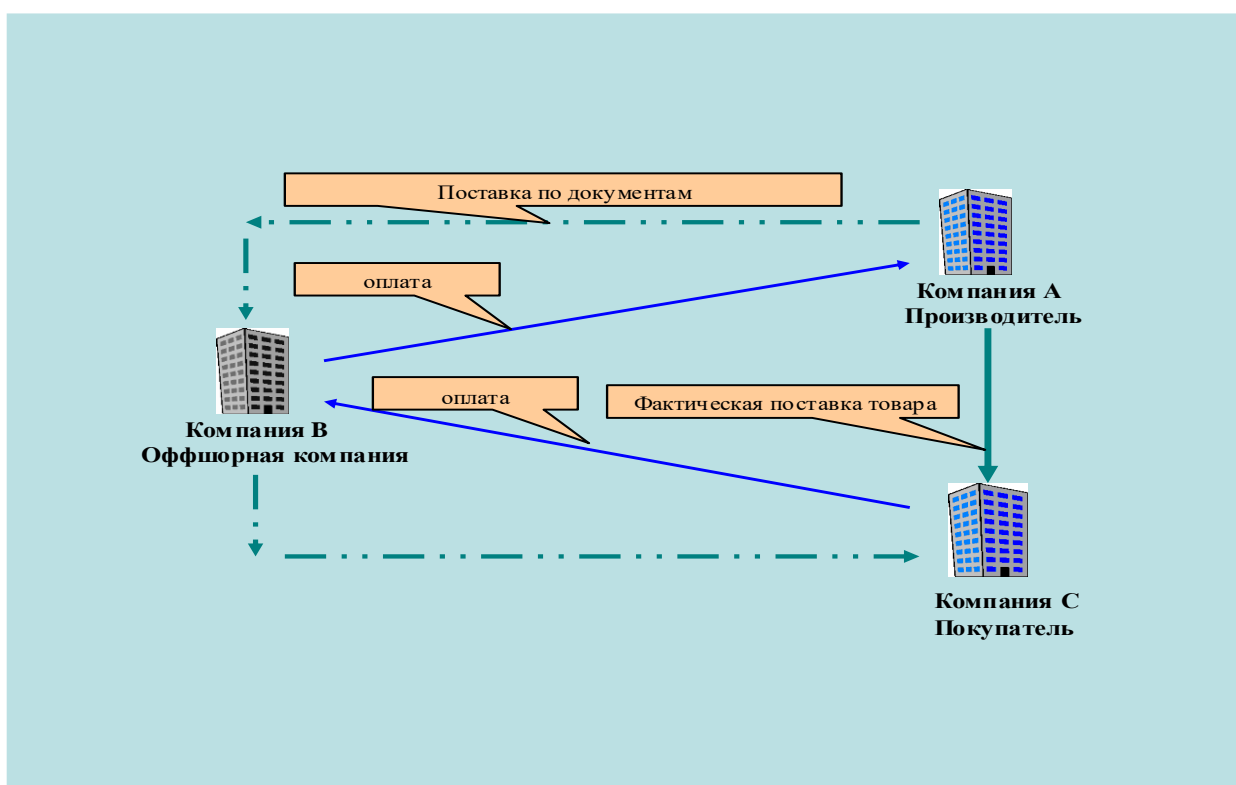 Поставка по документам
оплата
Компания А
Производитель
оплата
Фактическая поставка товара
Компания В
Оффшорная компания
Компания С
Покупатель